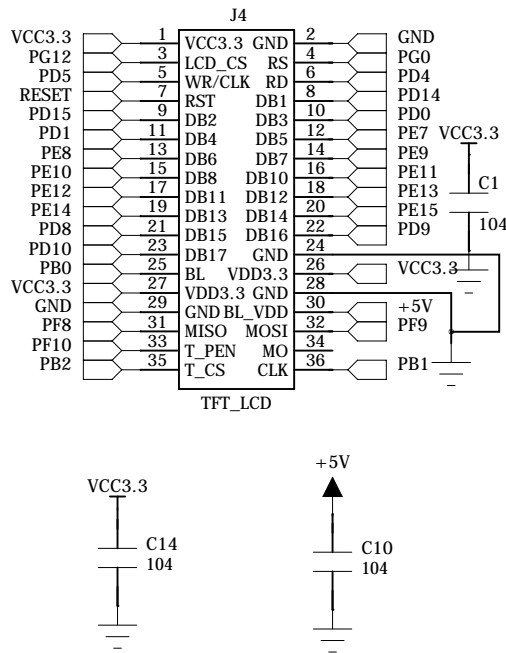 J4
VCC3.3 1 VCC3.3 GND 2 GND
PG12 3 LCD_CS RS 4 PG0
PD5 5 WR/CLK RD 6 PD4
RESET 7 RST DB1 8 PD14
PD15 9 DB2 DB3 10 PD0
PD1 11 DB4 DB5 12 PE7 VCC3.3
PE8 13 DB6 DB7 14 PE9
PE10 15 DB8 DB10 16 PE11 C1
PE12 17 DB11 DB12 18 PE13
PE14 19 DB13 DB14 20 PE15 104
PD8 21 DB15 DB16 22 PD9
PD10 23 DB17 GND 24
PB0 25 BL VDD3.3 26 VCC3.3
VCC3.3 27 VDD3.3 GND 28
GND 29 GND BL_VDD 30 +5V
PF8 31 MISO MOSI 32 PF9
PF10 33 T_PEN MO 34
PB2 35 T_CS CLK 36 PB1
TFT_LCD
VCC3.3 +5V
C14 C10
104 104